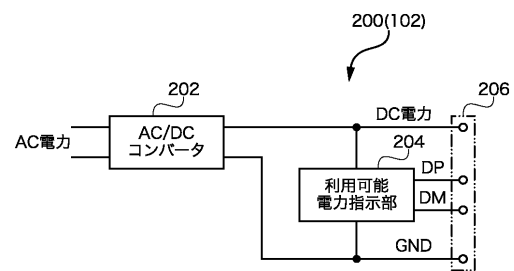 200(102)
202
206
DC電力
AC/DC
コンバータ
AC電力
204
利用可能
電力指示部
DP
DM
GND